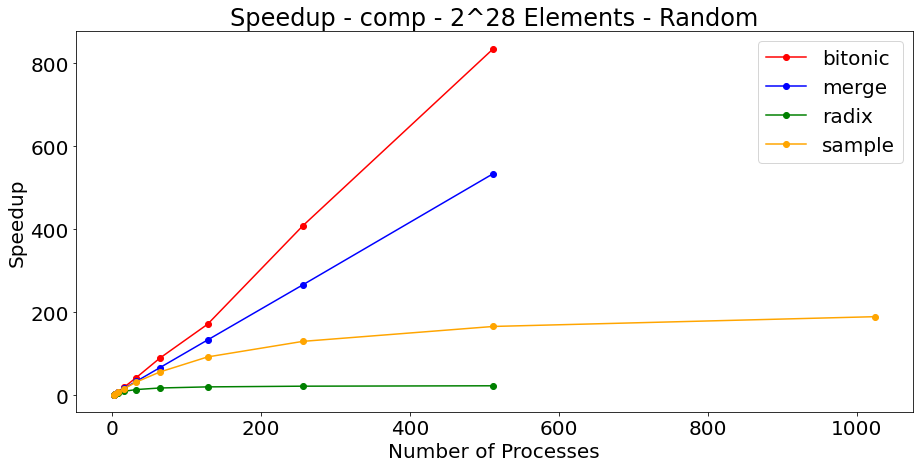 Speedup - comp - 2^28 Elements - Random
bitonic
merge
radix
sample
Speedup
800
600
400
200
0
0 200 400 600 800 1000
Number of Processes